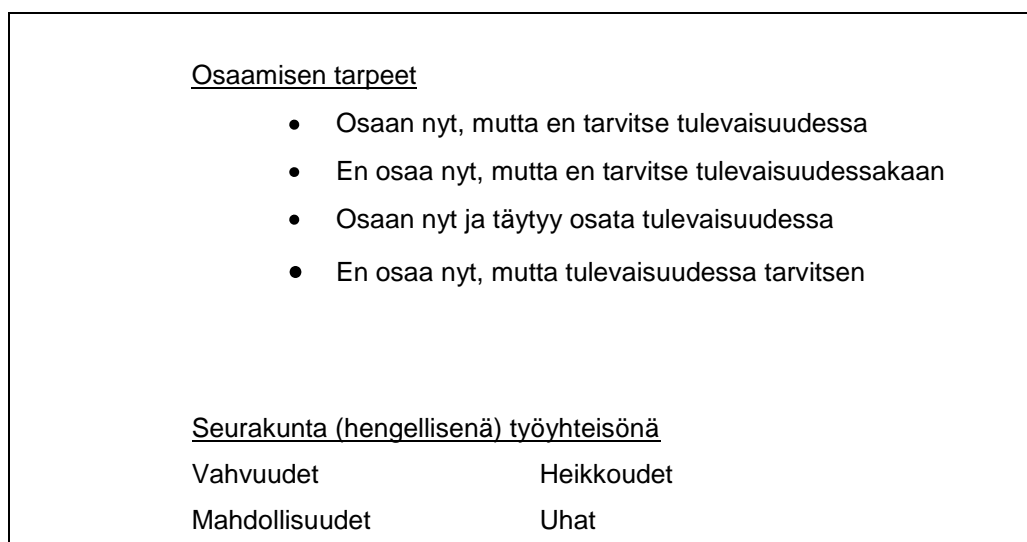 Osaamisen tarpeet
• Osaan nyt, mutta en tarvitse tulevaisuudessa
• En osaa nyt, mutta en tarvitse tulevaisuudessakaan
• Osaan nyt ja täytyy osata tulevaisuudessa
• En osaa nyt, mutta tulevaisuudessa tarvitsen
Seurakunta (hengellisenä) työyhteisönä
Vahvuudet Heikkoudet
Mahdollisuudet Uhat